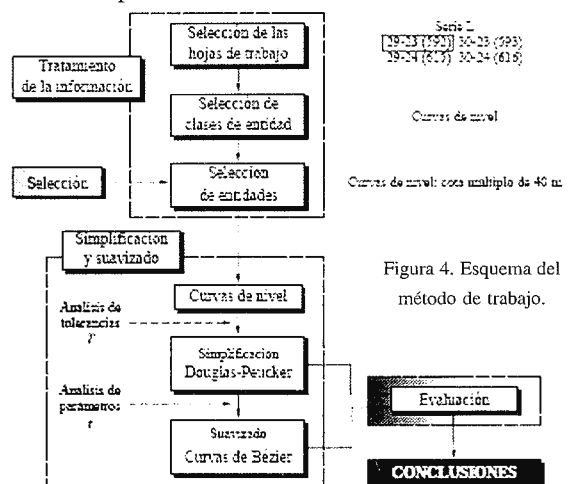 Selección de las
hojas de trabajo
Serie L
29-23 (592) 30-23 (593)
29-24 (615) 30-24 (616)
Tratamiento
de la información
Selección de
clases de entidad
Curvas de nivel
Selección
Selección
de entidades
Curvas de nivel: cota múltiplo de 40 m
Simplificación
y suavizado
Figura 4. Esquema del
método de trabajo.
Curvas de nivel
Análisis de
tolerancias
T
Simplificación
Douglas-Peucker
Análisis de
parámetros
t
Evaluación
Suavizado
Curvas de Bézier
CONCLUSIONES